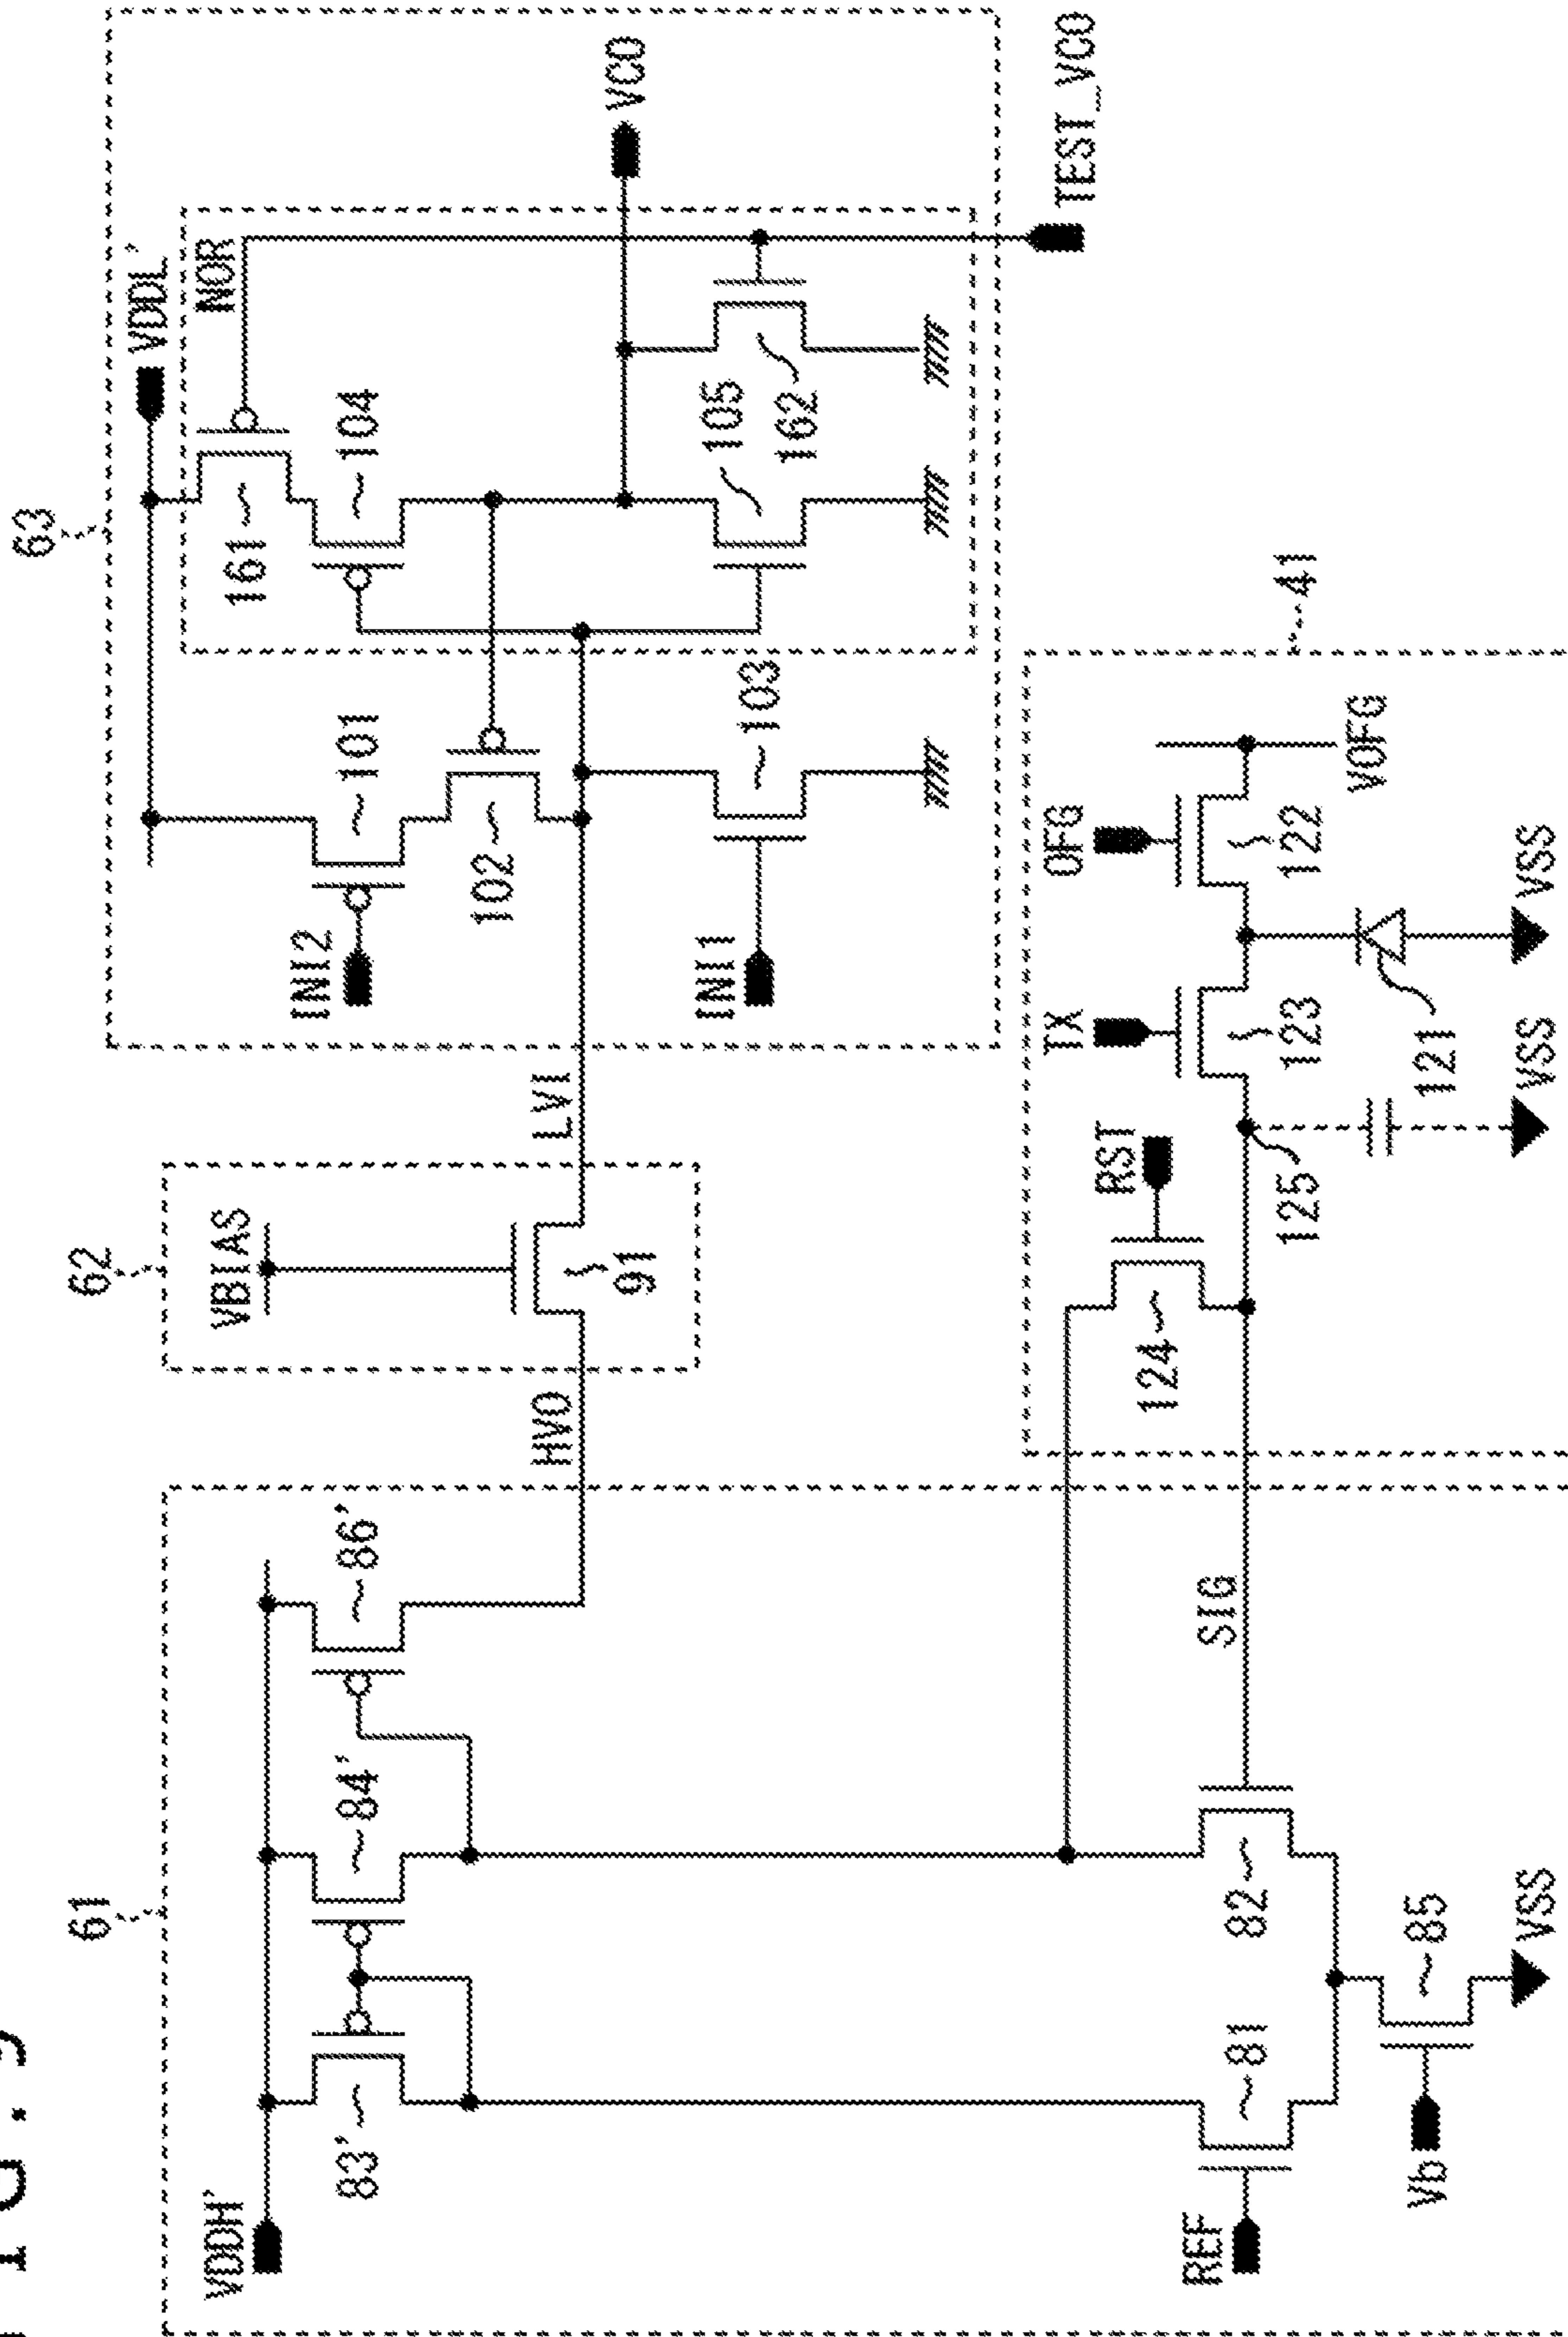 63
VDDL'
NOR
161
104
VCO
105
162
TEST_VCO
INI2
101
102
INI1
103
62
VBIAS
91
LVI
HVO
61
VDDH'
83'
84'
86'
REF
81
82
SIG
Vb
85
VSS
41
RST
124
125
TX
123
OFG
122
VOFG
121
VSS
VSS